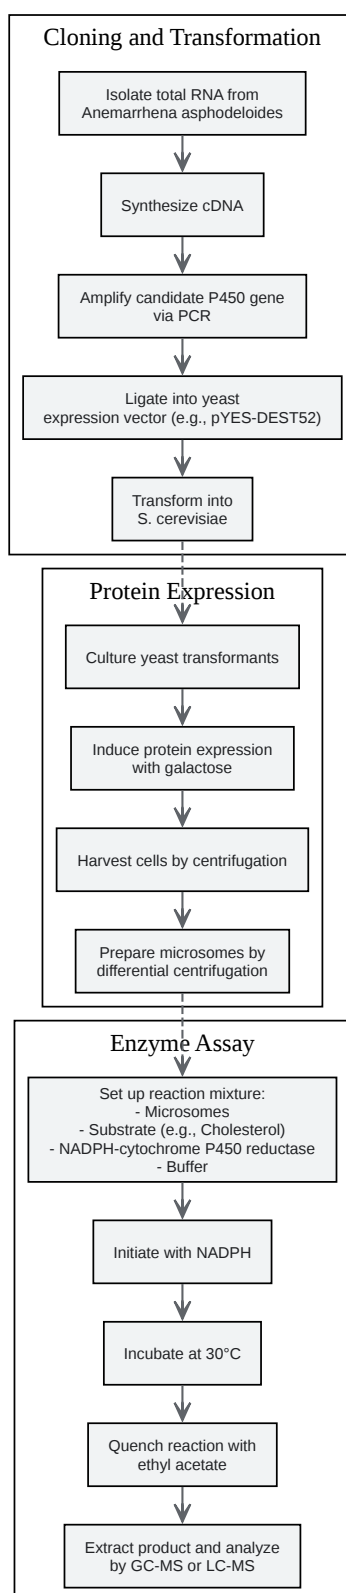 Cloning and Transformation
Isolate total RNA from
Anemarrhena asphodeloides
Synthesize cDNA
Amplify candidate P450 gene
via PCR
Ligate into yeast
expression vector (e.g., pYES-DEST52)
Transform into
S. cerevisiae
Protein Expression
Culture yeast transformants
Induce protein expression
with galactose
Harvest cells by centrifugation
Prepare microsomes by
differential centrifugation
Enzyme Assay
Set up reaction mixture:
- Microsomes
- Substrate (e.g., Cholesterol)
- NADPH-cytochrome P450 reductase
- Buffer
Initiate with NADPH
Incubate at 30°C
Quench reaction with
ethyl acetate
Extract product and analyze
by GC-MS or LC-MS